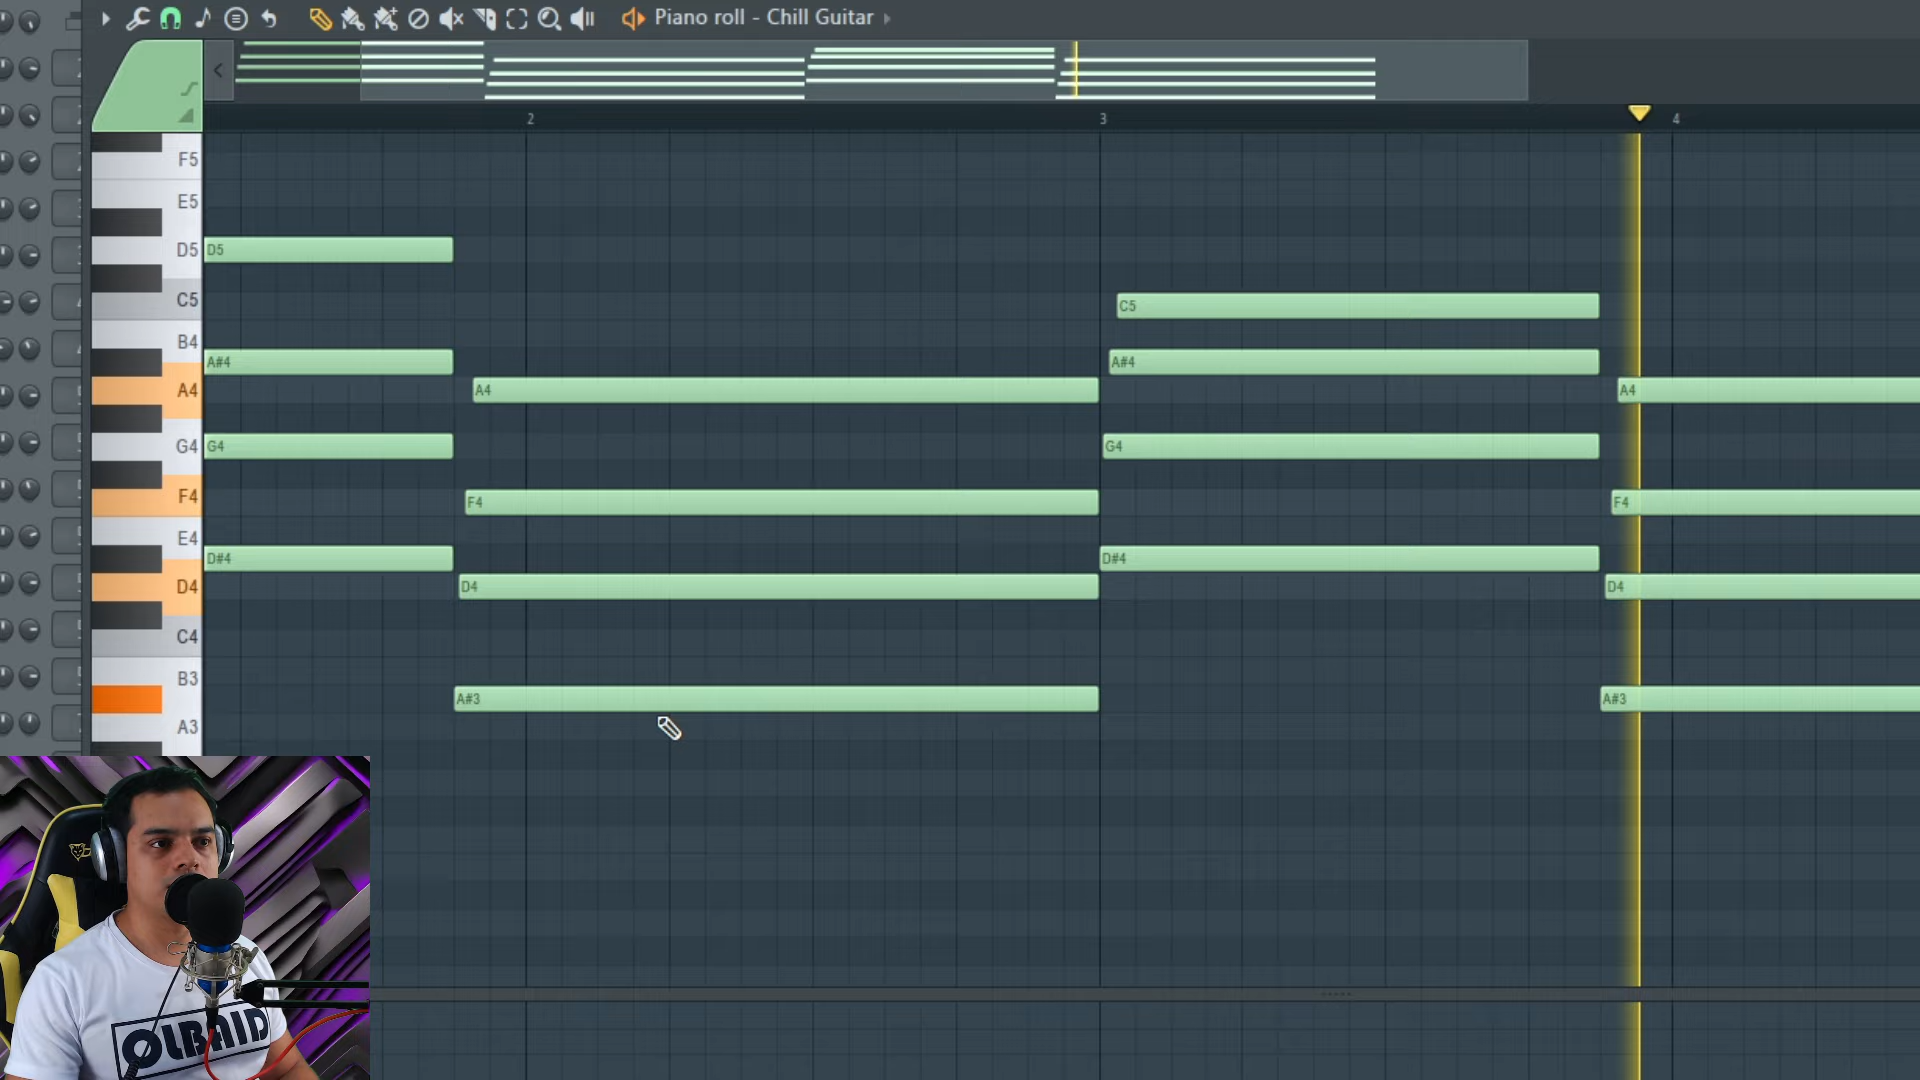 Piano roll - Chill Guitar
2 3 4
F5
E5
D5 D5
C5 C5
B4
A#4 A#4
A4 A4 A4
G4 G4 G4
F4 F4 F4
E4
D#4 D#4
D4 D4 D4
C4
B3
A#3 A#3
A3
OLBAID